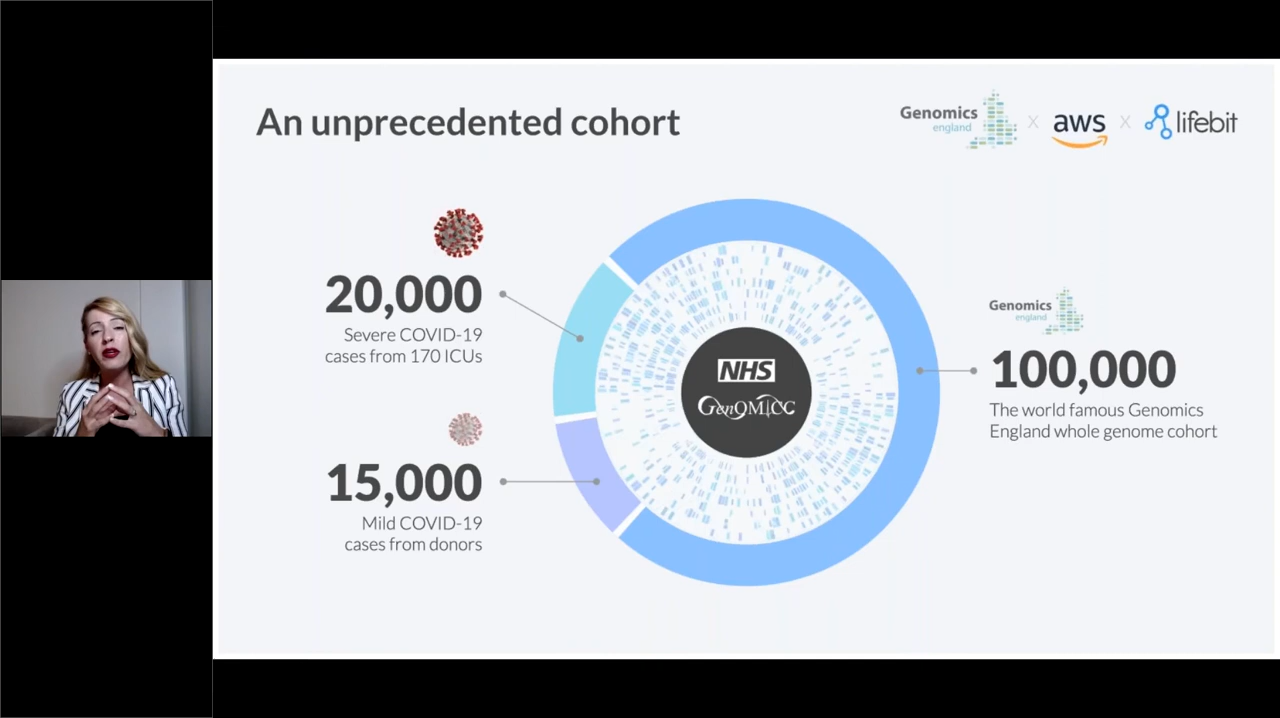 An unprecedented cohort
Genomics
england
X
aws
X
lifebit
20,000
Severe COVID-19
cases from 170 ICUs
15,000
Mild COVID-19
cases from donors
NHS
GenOMICC
Genomics
england
100,000
The world famous Genomics
England whole genome cohort